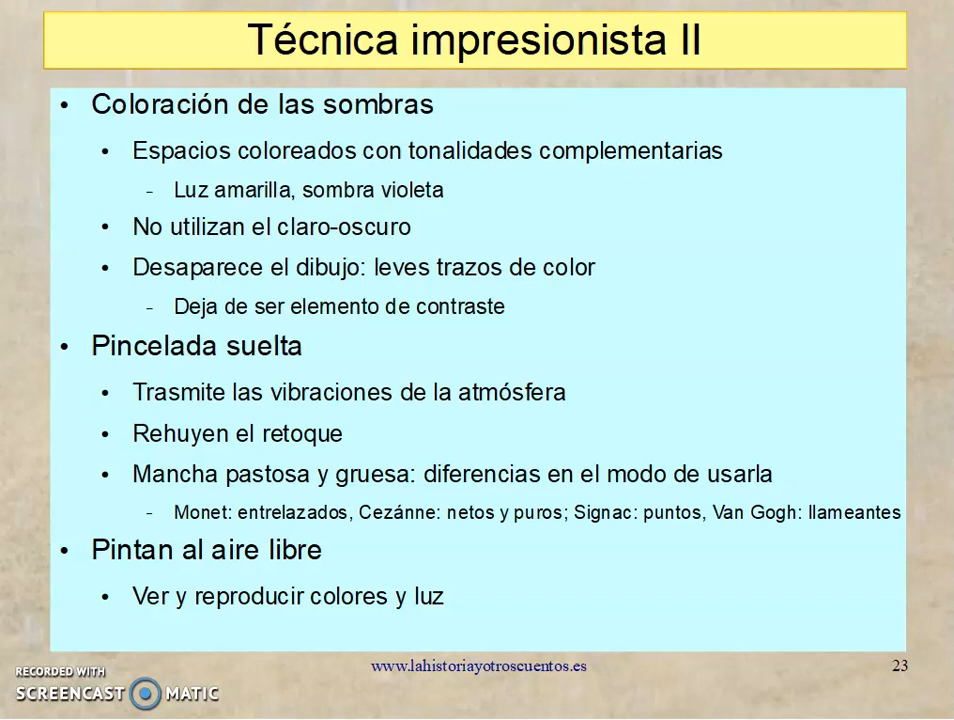 Técnica impresionista II
• Coloración de las sombras
• Espacios coloreados con tonalidades complementarias
– Luz amarilla, sombra violeta
• No utilizan el claro-oscuro
• Desaparece el dibujo: leves trazos de color
– Deja de ser elemento de contraste
• Pincelada suelta
• Trasmite las vibraciones de la atmósfera
• Rehuyen el retoque
• Mancha pastosa y gruesa: diferencias en el modo de usarla
– Monet: entrelazados, Cezánne: netos y puros; Signac: puntos, Van Gogh: llameantes
• Pintan al aire libre
• Ver y reproducir colores y luz
www.lahistoriayotroscuentos.es
23
RECORDED WITH
SCREENCAST MATIC